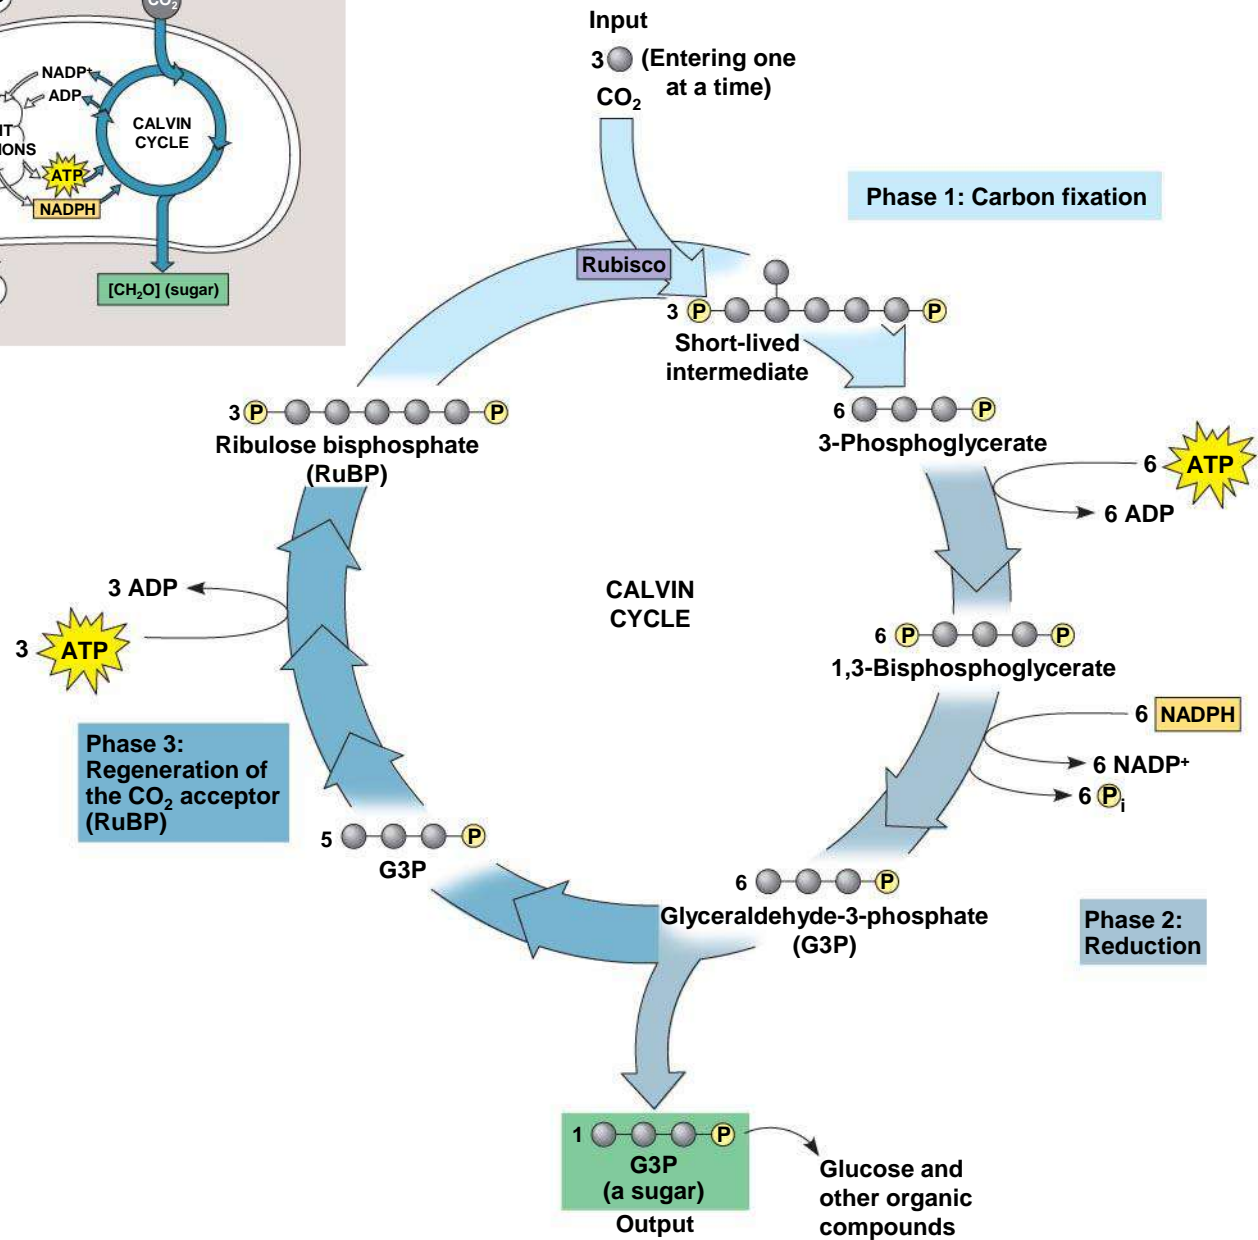 CO2
NADP+
ADP
CALVIN
CYCLE
ATP
NADPH
[CH2O] (sugar)
Input
3 (Entering one
at a time)
CO2
Phase 1: Carbon fixation
Rubisco
3 P P
Short-lived
intermediate
3 P P
Ribulose bisphosphate
(RuBP)
6 P
3-Phosphoglycerate
6 ATP
6 ADP
CALVIN
CYCLE
3 ADP
3 ATP
6 P P
1,3-Bisphosphoglycerate
6 NADPH
6 NADP+
6 Pi
Phase 3:
Regeneration of
the CO2 acceptor
(RuBP)
5 P
G3P
6 P
Glyceraldehyde-3-phosphate
(G3P)
Phase 2:
Reduction
1 P
G3P
(a sugar)
Output
Glucose and
other organic
compounds